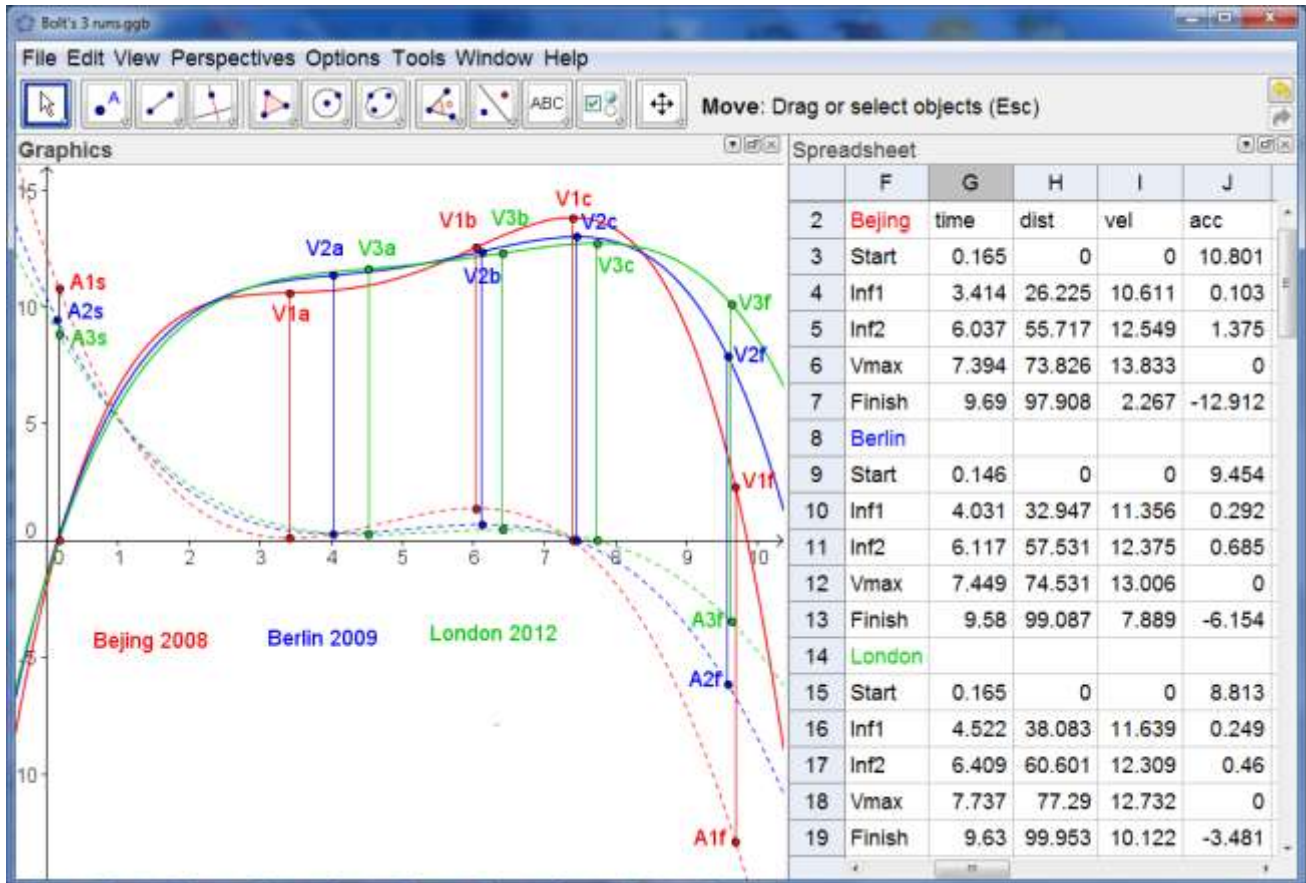 Bolt's 3 runs.ggb
File Edit View Perspectives Options Tools Window Help
A
ABC
Move: Drag or select objects (Esc)
Graphics
15
10
5
0
-5
10
0 1 2 3 4 5 6 7 8 9 10
A1s
A2s
A3s
V1a
V2a
V3a
V1b
V2b
V3b
V1c
V2c
V3c
V3f
V2f
V1f
A3f
A2f
A1f
Bejing 2008
Berlin 2009
London 2012
Spreadsheet
F G H I J
2 Bejing time dist vel acc
3 Start 0.165 0 0 10.801
4 Inf1 3.414 26.225 10.611 0.103
5 Inf2 6.037 55.717 12.549 1.375
6 Vmax 7.394 73.826 13.833 0
7 Finish 9.69 97.908 2.267 -12.912
8 Berlin
9 Start 0.146 0 0 9.454
10 Inf1 4.031 32.947 11.356 0.292
11 Inf2 6.117 57.531 12.375 0.685
12 Vmax 7.449 74.531 13.006 0
13 Finish 9.58 99.087 7.889 -6.154
14 London
15 Start 0.165 0 0 8.813
16 Inf1 4.522 38.083 11.639 0.249
17 Inf2 6.409 60.601 12.309 0.46
18 Vmax 7.737 77.29 12.732 0
19 Finish 9.63 99.953 10.122 -3.481